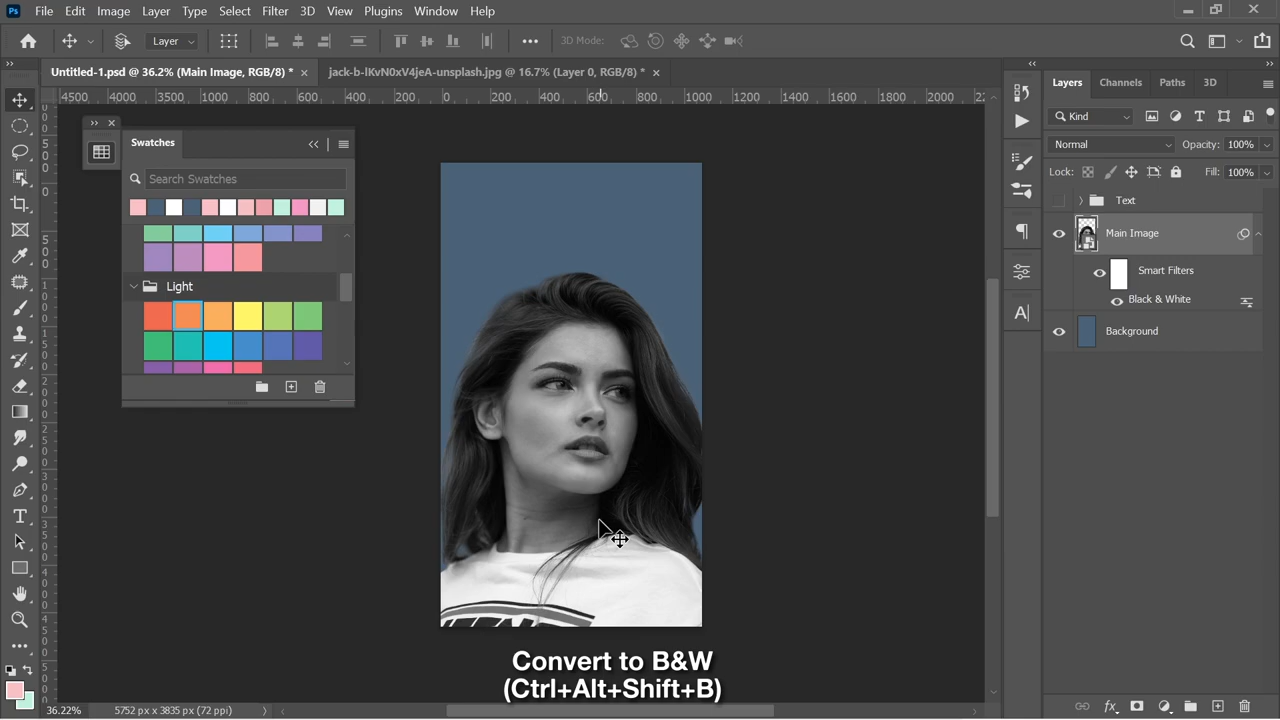 Ps File Edit Image Layer Type Select Filter 3D View Plugins Window Help
Layer 3D Mode:
Untitled-1.psd @ 36.2% (Main Image, RGB/8) * × jack-b-lKvN0xV4jeA-unsplash.jpg @ 16.7% (Layer 0, RGB/8) * ×
4500 4000 3500 1000 800 600 400 200 0 200 400 600 800 1000 1200 1400 1600 1800 2000
Swatches
Search Swatches
Light
Layers Channels Paths 3D
Kind
Normal Opacity: 100%
Lock: Fill: 100%
Text
Main Image
Smart Filters
Black & White
Background
Convert to B&W
(Ctrl+Alt+Shift+B)
36.22% 5752 px x 3835 px (72 ppi)